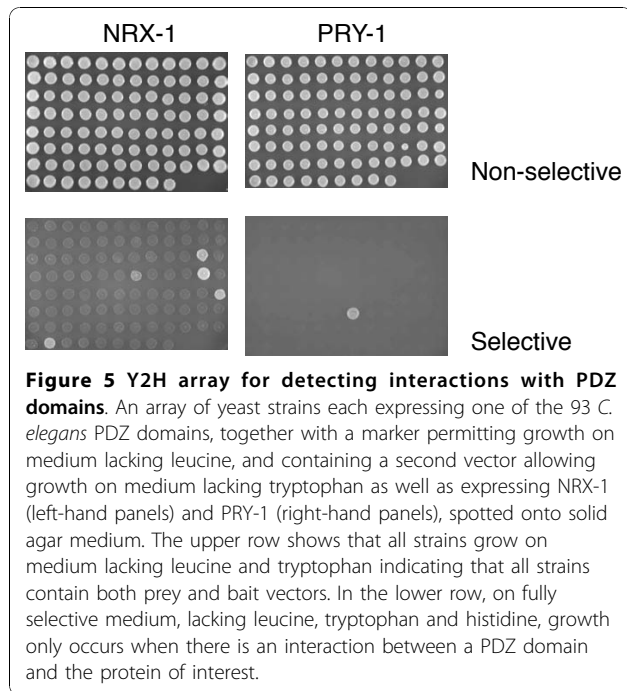 NRX-1 PRY-1
Non-selective
Selective
Figure 5 Y2H array for detecting interactions with PDZ
domains. An array of yeast strains each expressing one of the 93 C.
elegans PDZ domains, together with a marker permitting growth on
medium lacking leucine, and containing a second vector allowing
growth on medium lacking tryptophan as well as expressing NRX-1
(left-hand panels) and PRY-1 (right-hand panels), spotted onto solid
agar medium. The upper row shows that all strains grow on
medium lacking leucine and tryptophan indicating that all strains
contain both prey and bait vectors. In the lower row, on fully
selective medium, lacking leucine, tryptophan and histidine, growth
only occurs when there is an interaction between a PDZ domain
and the protein of interest.